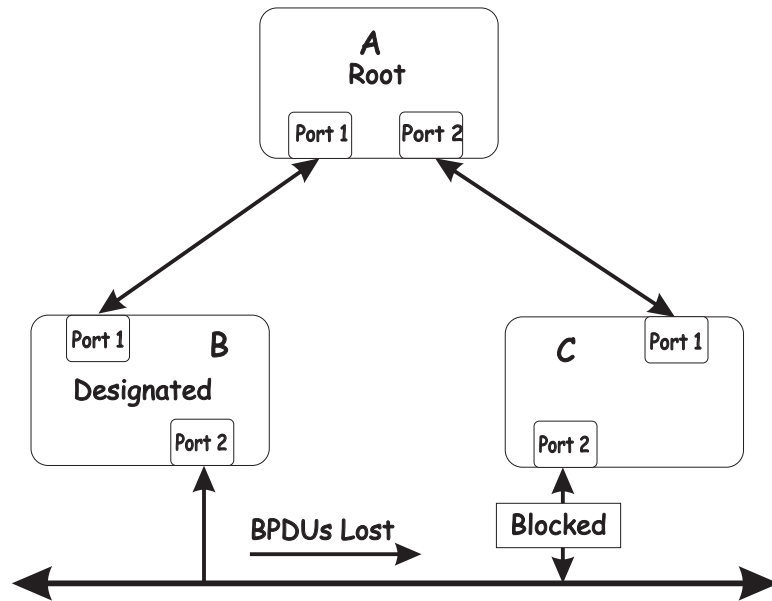 A
Root
Port 1
Port 2
Port 1
B
Designated
Port 2
C
Port 1
Port 2
BPDUs Lost
Blocked